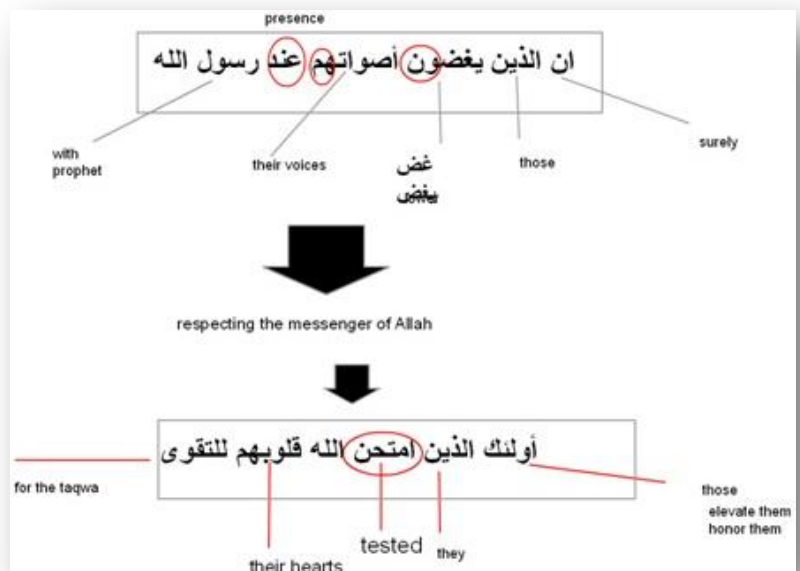 presence
ان الذين يغضون أصواتهم عند رسول الله
surely
those
غض
يغض
their voices
with
prophet
respecting the messenger of Allah
أولئك الذين امتحن الله قلوبهم للتقوى
those
elevate them
honor them
they
tested
their hearts
for the taqwa